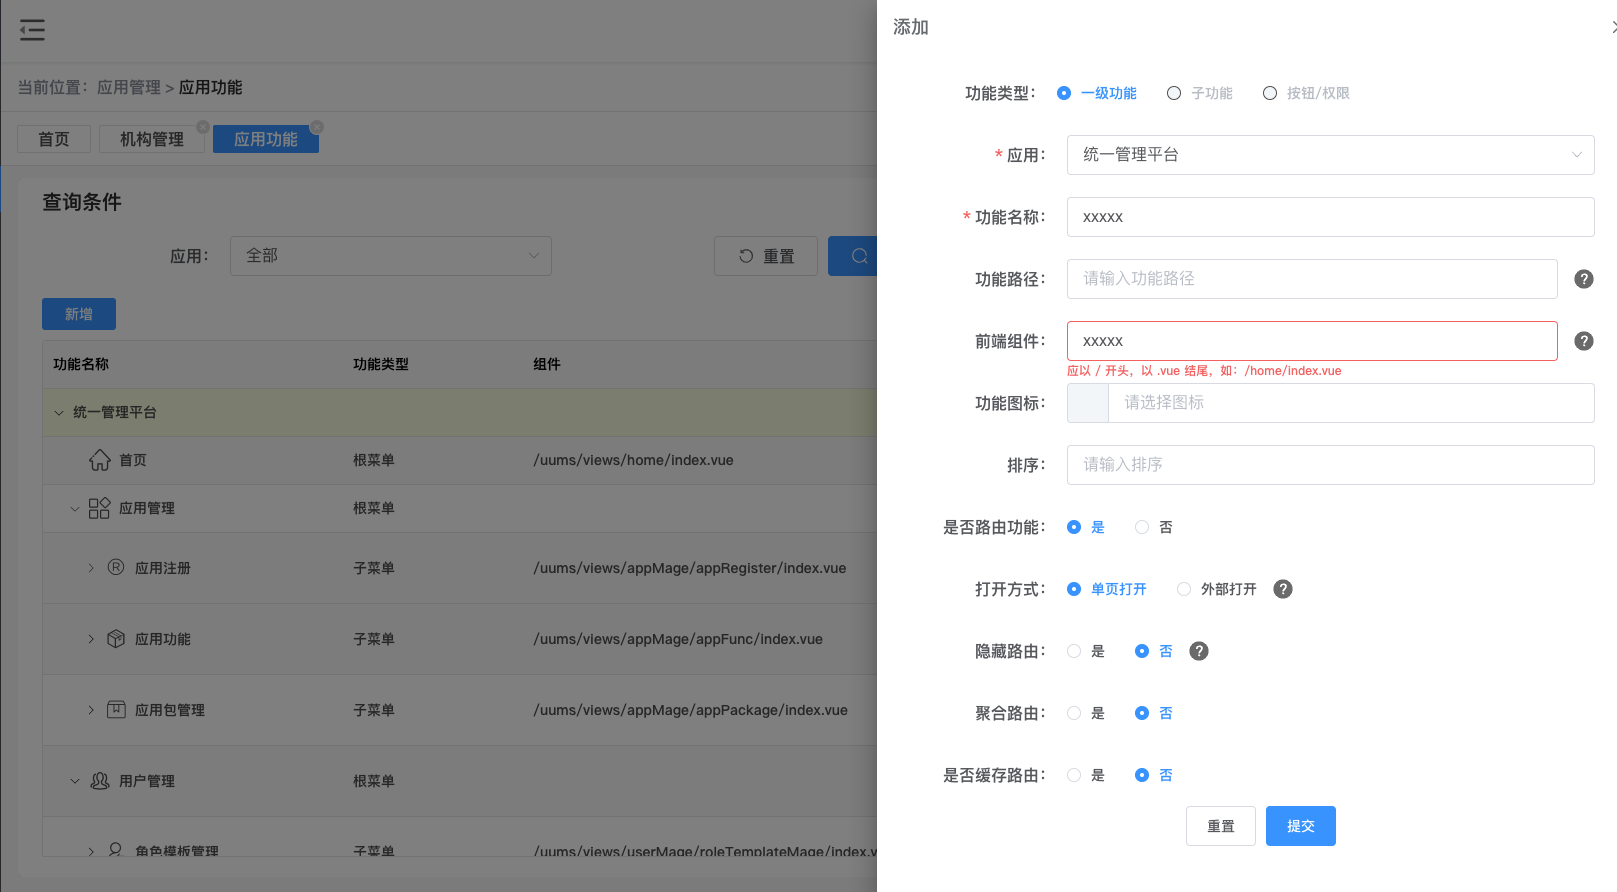 当前位置：应用管理 > 应用功能
首页
机构管理
应用功能
查询条件
应用：
全部
重置
新增
功能名称 功能类型 组件
统一管理平台
首页 根菜单 /uums/views/home/index.vue
应用管理 根菜单
应用注册 子菜单 /uums/views/appMage/appRegister/index.vue
应用功能 子菜单 /uums/views/appMage/appFunc/index.vue
应用包管理 子菜单 /uums/views/appMage/appPackage/index.vue
用户管理 根菜单
角色模板管理 子菜单 /uums/views/userMage/roleTemplateMage/index.v
添加
功能类型： 一级功能 子功能 按钮/权限
* 应用： 统一管理平台
* 功能名称： xxxxx
功能路径： 请输入功能路径
前端组件： xxxxx
应以 / 开头，以 .vue 结尾，如：/home/index.vue
功能图标： 请选择图标
排序： 请输入排序
是否路由功能： 是 否
打开方式： 单页打开 外部打开
隐藏路由： 是 否
聚合路由： 是 否
是否缓存路由： 是 否
重置 提交